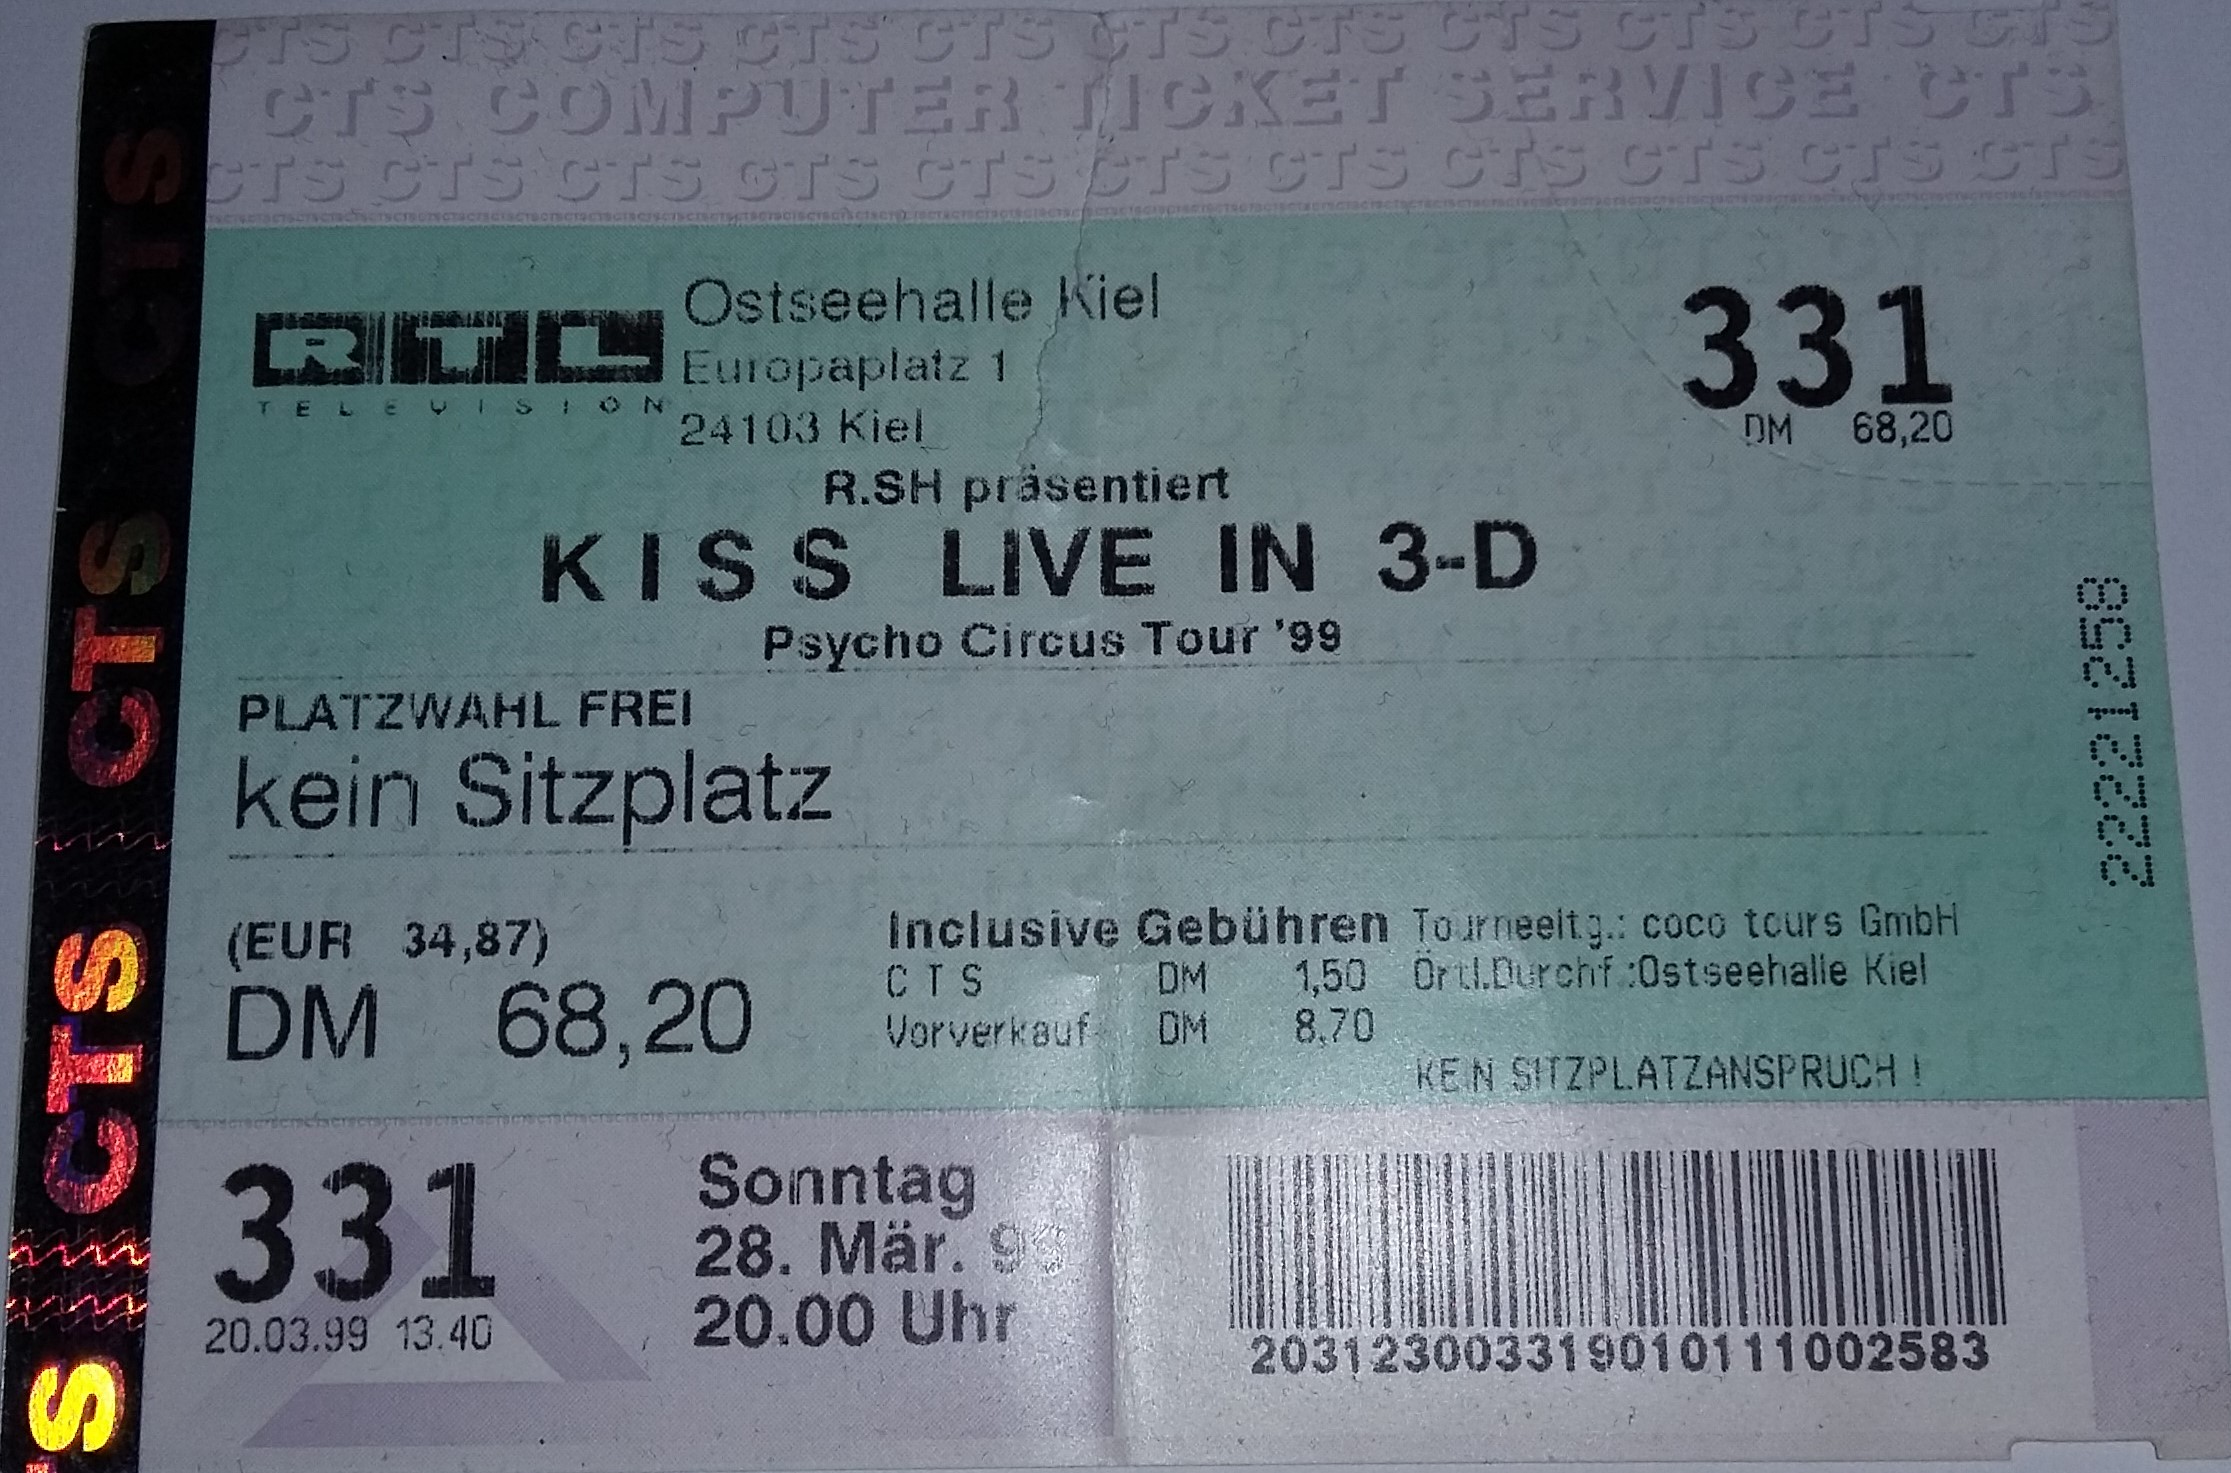 CTS CTS CTS CTS CTS CTS CTS CTS CTS CTS CTS
CTS COMPUTER TICKET SERVICE CTS
CTS CTS CTS CTS CTS CTS CTS CTS CTS CTS CTS
RTL
TELEVISION
Ostseehalle Kiel
Europaplatz 1
24103 Kiel
331
DM 68,20
R.SH präsentiert
KISS LIVE IN 3-D
Psycho Circus Tour '99
PLATZWAHL FREI
kein Sitzplatz
22221258
(EUR 34,87)
DM 68,20
Inclusive Gebühren
CTS DM 1,50
Vorverkauf DM 8,70
Tourneeltg.: coco tours GmbH
Örtl.Durchf.:Ostseehalle Kiel
KEIN SITZPLATZANSPRUCH !
331
20.03.99 13.40
Sonntag
28. Mär. 99
20.00 Uhr
2031230033190101110002583
CTS
CTS
CTS
CTS
CTS
CTS
S